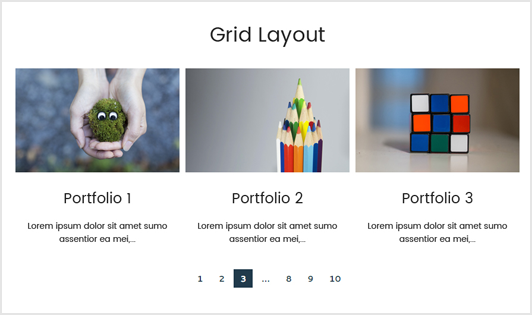 Grid Layout
Portfolio 1
Lorem ipsum dolor sit amet sumo
assentior ea mei,...
Portfolio 2
Lorem ipsum dolor sit amet sumo
assentior ea mei,...
Portfolio 3
Lorem ipsum dolor sit amet sumo
assentior ea mei,...
1 2 3 ... 8 9 10